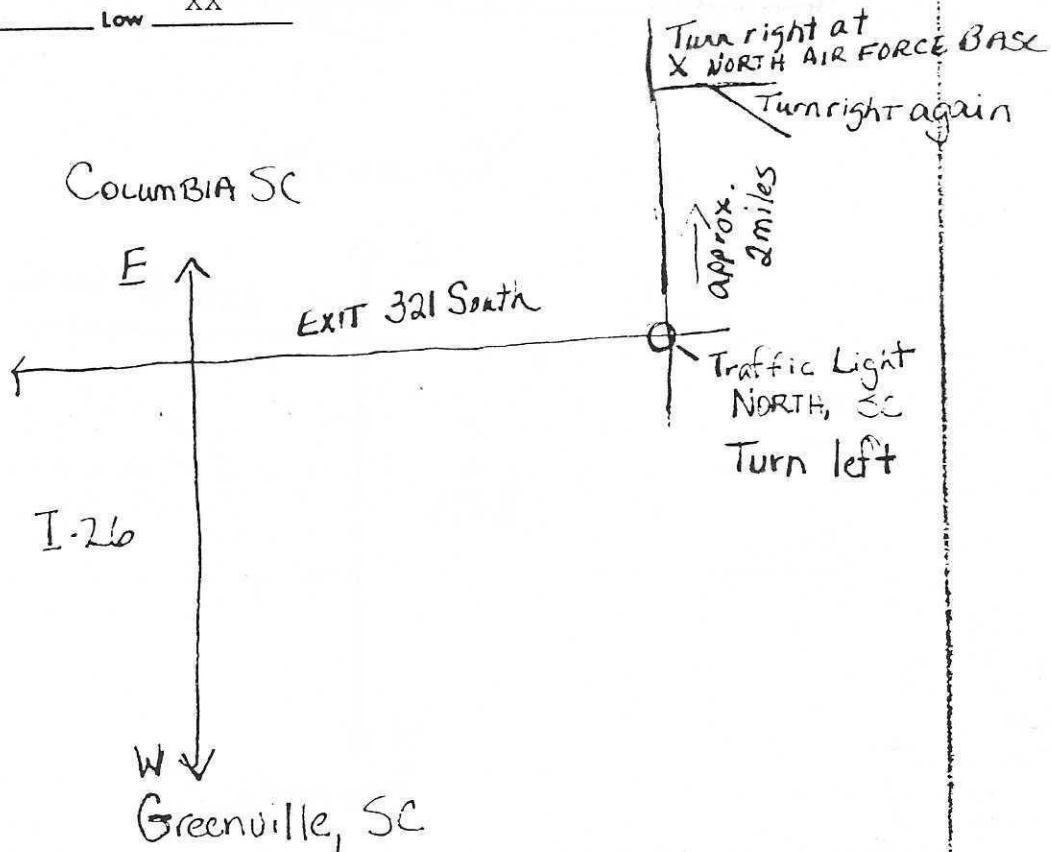 Low XX
Turn right at
X NORTH AIR FORCE BASE
Turn right again
COLUMBIA SC
E
approx.
2 miles
EXIT 321 South
Traffic Light
NORTH, SC
Turn left
I-26
W
Greenville, SC